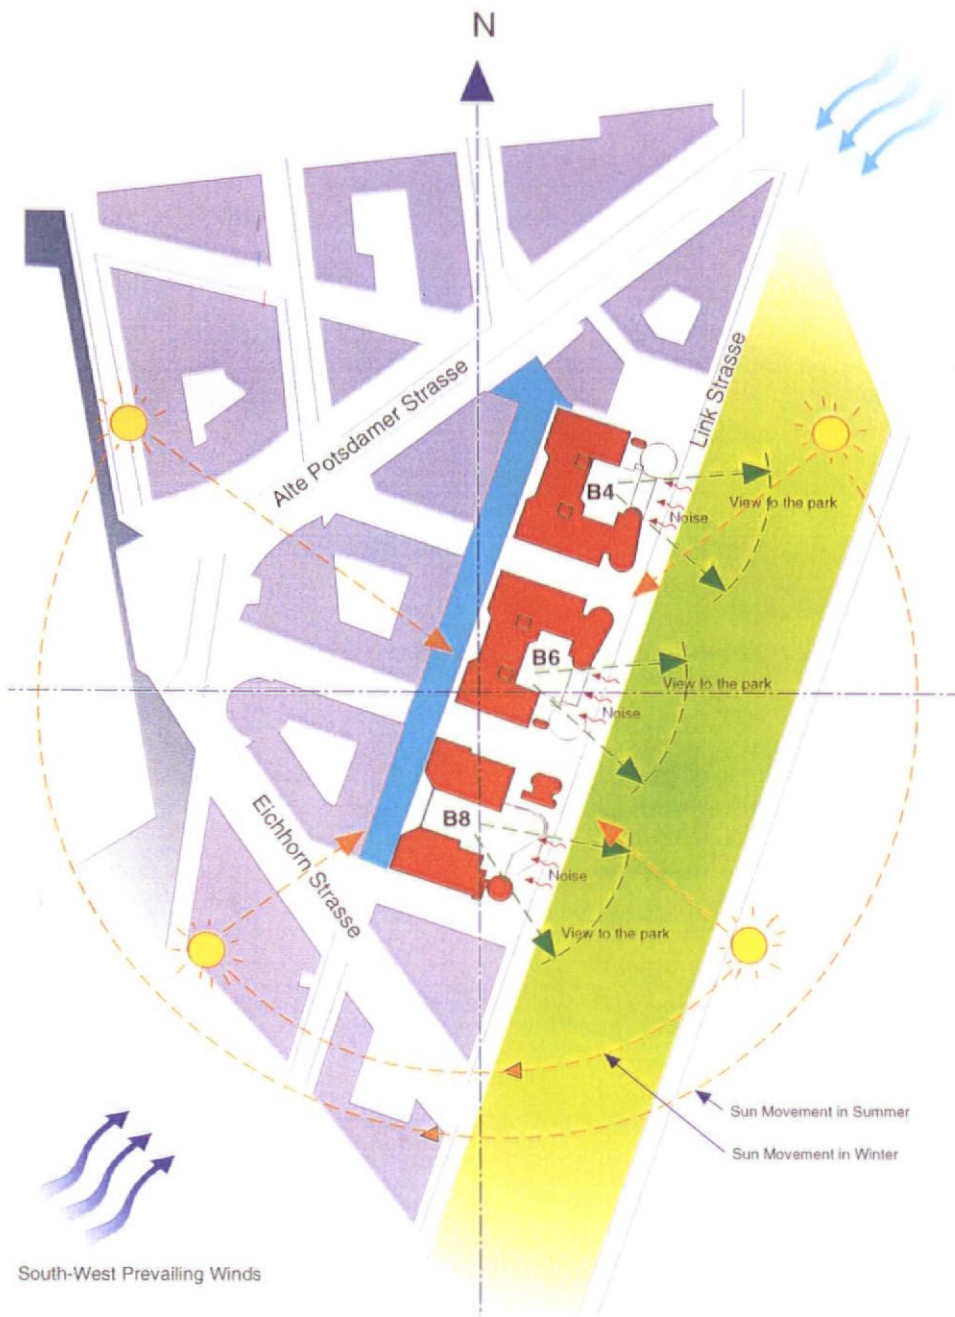 N
Alte Potsdamer Strasse
Link Strasse
B4
Noise
View to the park
B6
Noise
View to the park
Eichhorn Strasse
B8
Noise
View to the park
Sun Movement in Summer
Sun Movement in Winter
South-West Prevailing Winds